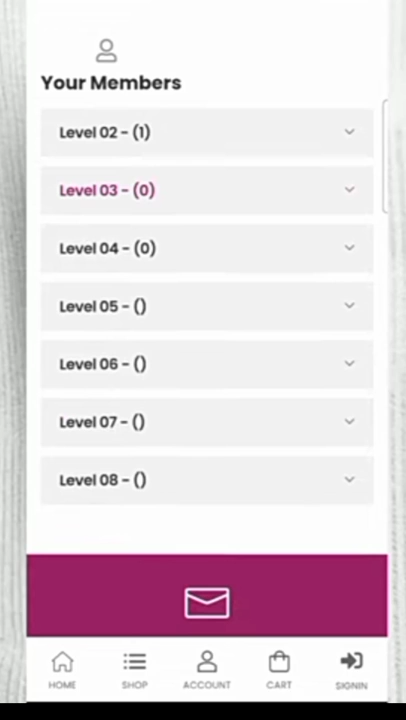 Your Members
Level 02 - (1)
Level 03 - (0)
Level 04 - (0)
Level 05 - ()
Level 06 - ()
Level 07 - ()
Level 08 - ()
HOME SHOP ACCOUNT CART SIGNIN